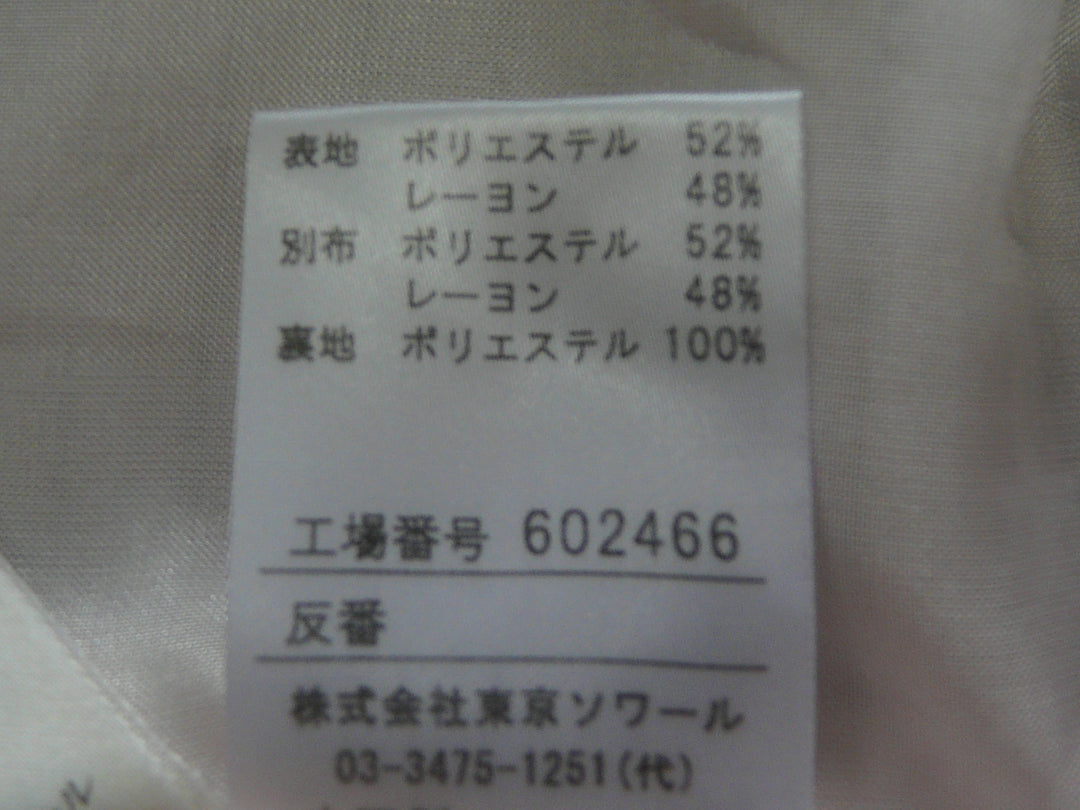 表地 ポリエステル 52%
レーヨン 48%
別布 ポリエステル 52%
レーヨン 48%
裏地 ポリエステル 100%
工場番号 602466
反番
株式会社東京ソワール
03-3475-1251(代)